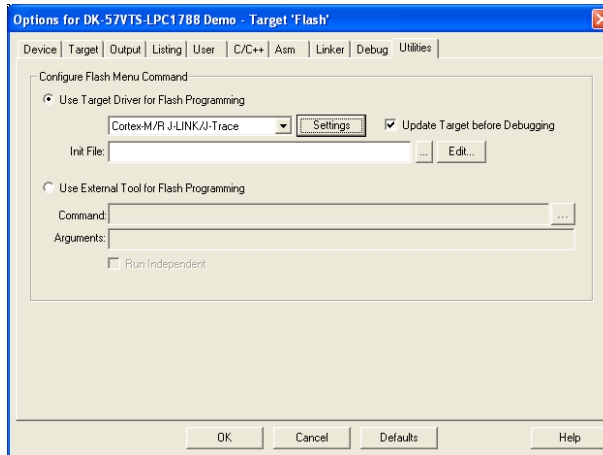 Options for DK-57VTS-LPC1788 Demo - Target 'Flash'
Device Target Output Listing User C/C++ Asm Linker Debug Utilities
Configure Flash Menu Command
Use Target Driver for Flash Programming
Cortex-M/R J-LINK/J-Trace Settings Update Target before Debugging
Init File: ... Edit...
Use External Tool for Flash Programming
Command: ...
Arguments:
Run Independent
OK Cancel Defaults Help